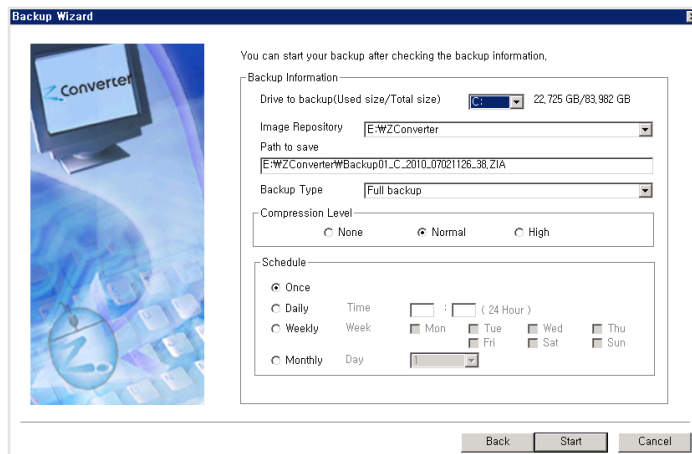 Backup Wizard
ZConverter
You can start your backup after checking the backup information,
Backup Information
Drive to backup(Used size/Total size) C: 22,725 GB/83,982 GB
Image Repository E:₩ZConverter
Path to save
E:₩ZConverter₩Backup01_C_2010_07021126_38,ZIA
Backup Type Full backup
Compression Level
None Normal High
Schedule
Once
Daily Time : ( 24 Hour )
Weekly Week Mon Tue Wed Thu
Fri Sat Sun
Monthly Day 1
Z
Back Start Cancel